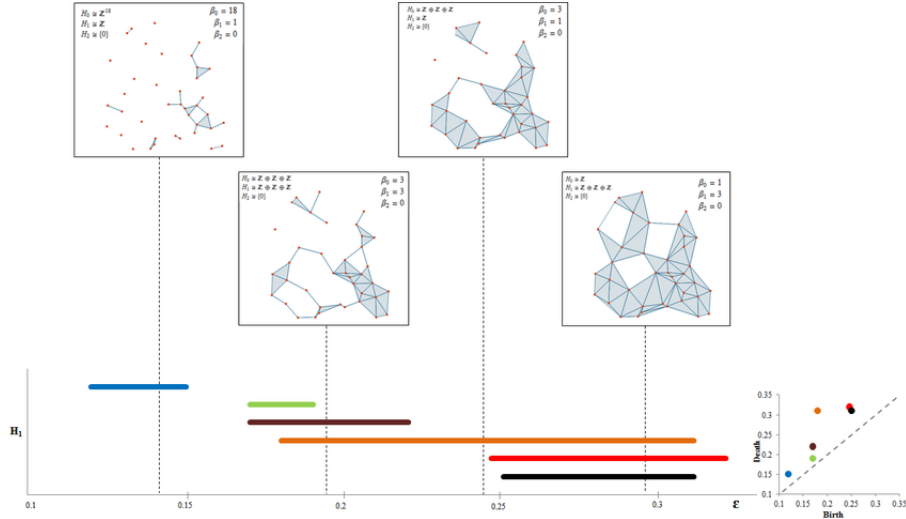 H₀ ≅ Z¹⁸
H₁ ≅ Z
H₂ ≅ {0}
β₀ = 18
β₁ = 1
β₂ = 0
H₀ ≅ Z ⊕ Z ⊕ Z
H₁ ≅ Z
H₂ ≅ {0}
β₀ = 3
β₁ = 1
β₂ = 0
H₀ ≅ Z ⊕ Z ⊕ Z
H₁ ≅ Z ⊕ Z ⊕ Z
H₂ ≅ {0}
β₀ = 3
β₁ = 3
β₂ = 0
H₀ ≅ Z
H₁ ≅ Z ⊕ Z ⊕ Z
H₂ ≅ {0}
β₀ = 1
β₁ = 3
β₂ = 0
H₁
0.1 0.15 0.2 0.3 ε
Death
0.35
0.3
0.25
0.2
0.15
0.1
0.1 0.15 0.2 0.25 0.3 0.35
Birth